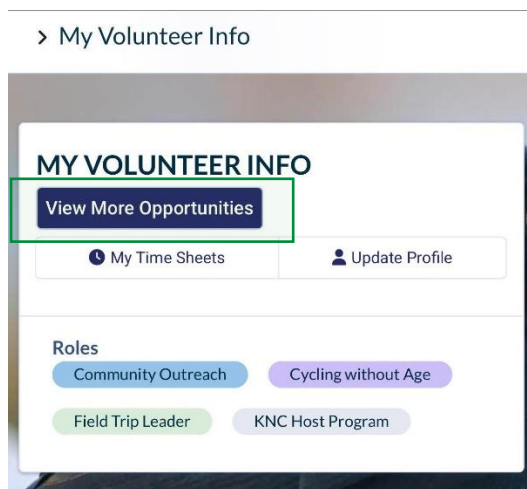 > My Volunteer Info
MY VOLUNTEER INFO
View More Opportunities
My Time Sheets Update Profile
Roles
Community Outreach Cycling without Age
Field Trip Leader KNC Host Program